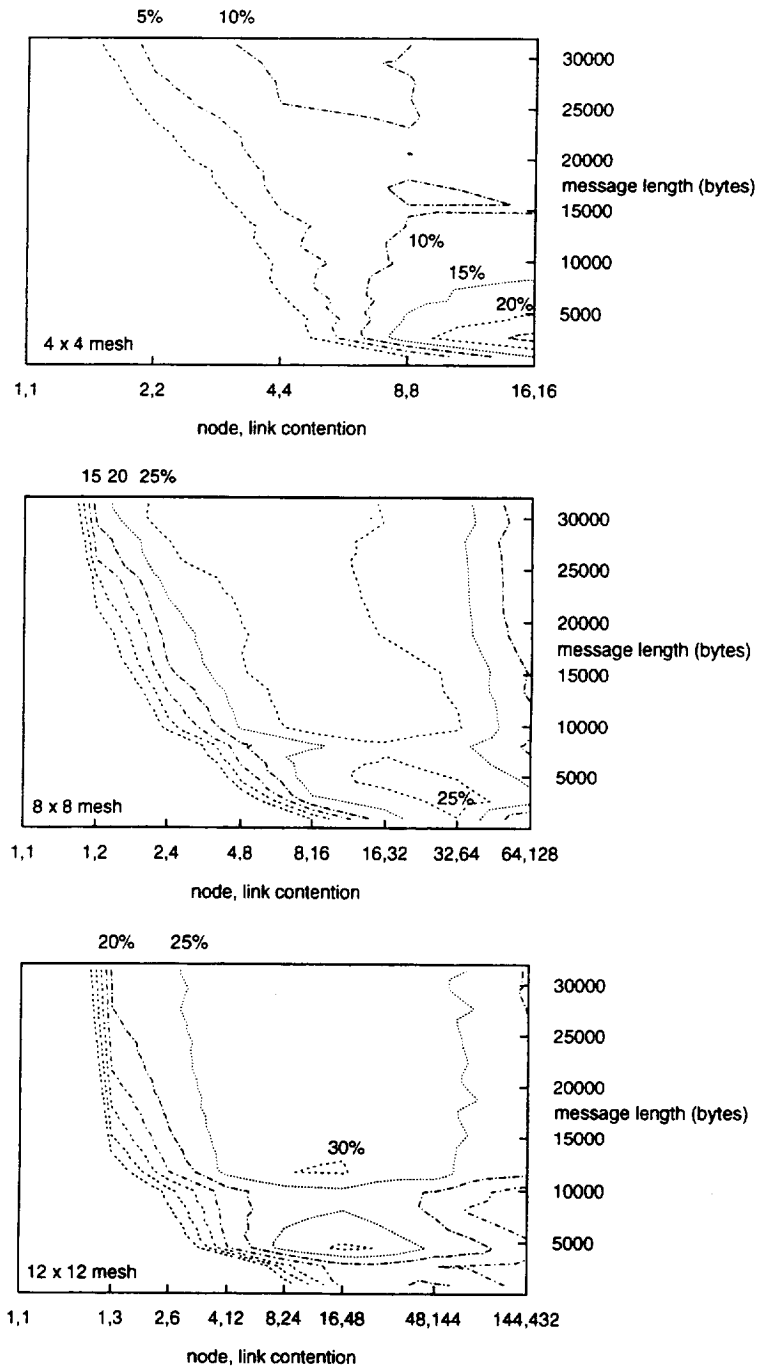 5% 10%
30000
25000
20000
message length (bytes)
15000
10%
10000
15%
20%
5000
4 x 4 mesh
1,1 2,2 4,4 8,8 16,16
node, link contention
15 20 25%
30000
25000
20000
message length (bytes)
15000
10000
5000
25%
8 x 8 mesh
1,1 1,2 2,4 4,8 8,16 16,32 32,64 64,128
node, link contention
20% 25%
30000
25000
20000
message length (bytes)
15000
30%
10000
5000
12 x 12 mesh
1,1 1,3 2,6 4,12 8,24 16,48 48,144 144,432
node, link contention